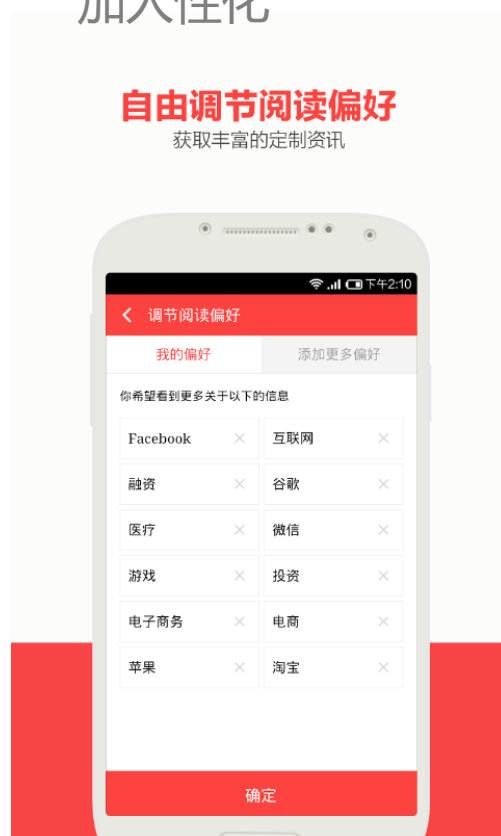 加人性化
自由调节阅读偏好
获取丰富的定制资讯
下午2:10
调节阅读偏好
我的偏好 添加更多偏好
你希望看到更多关于以下的信息
Facebook 互联网
融资 谷歌
医疗 微信
游戏 投资
电子商务 电商
苹果 淘宝
确定